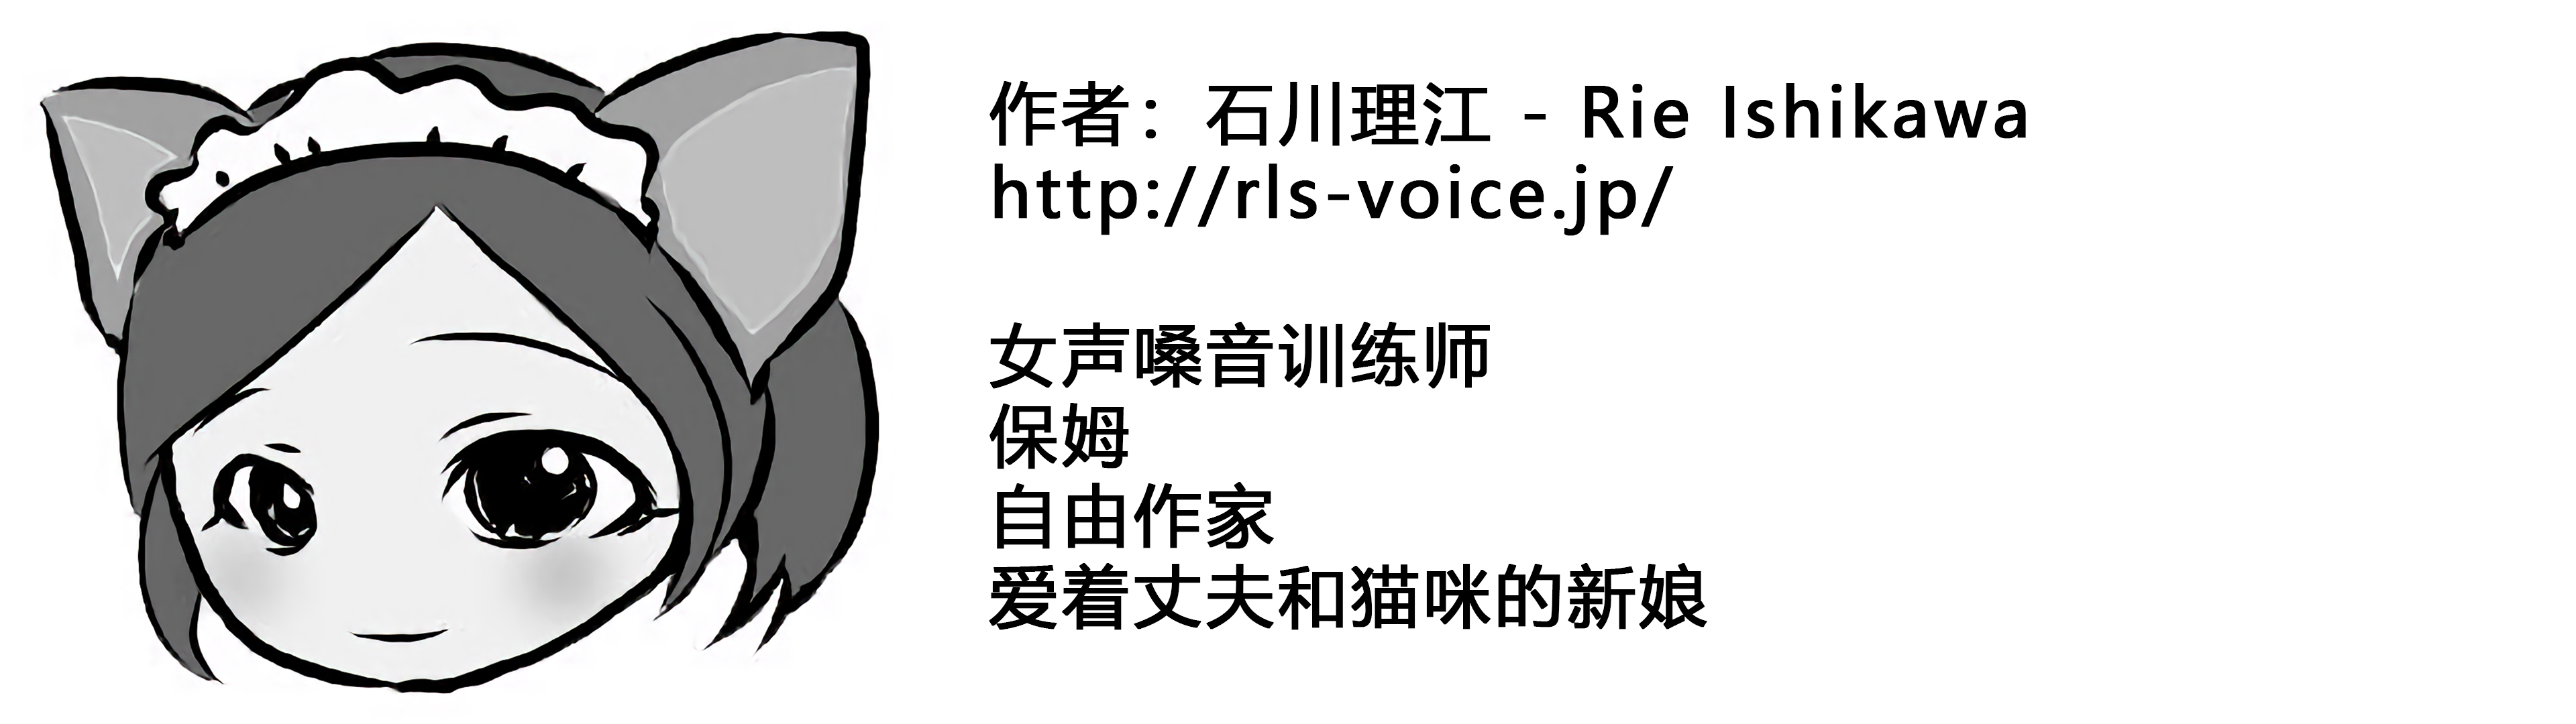 作者：石川理江 - Rie Ishikawa
http://rls-voice.jp/
女声嗓音训练师
保姆
自由作家
爱着丈夫和猫咪的新娘